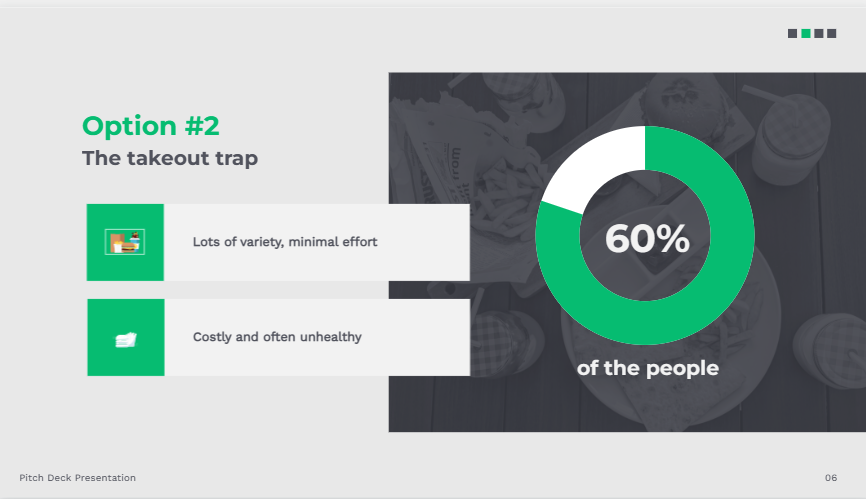 Option #2
The takeout trap
Lots of variety, minimal effort
Costly and often unhealthy
60%
of the people
Pitch Deck Presentation
06